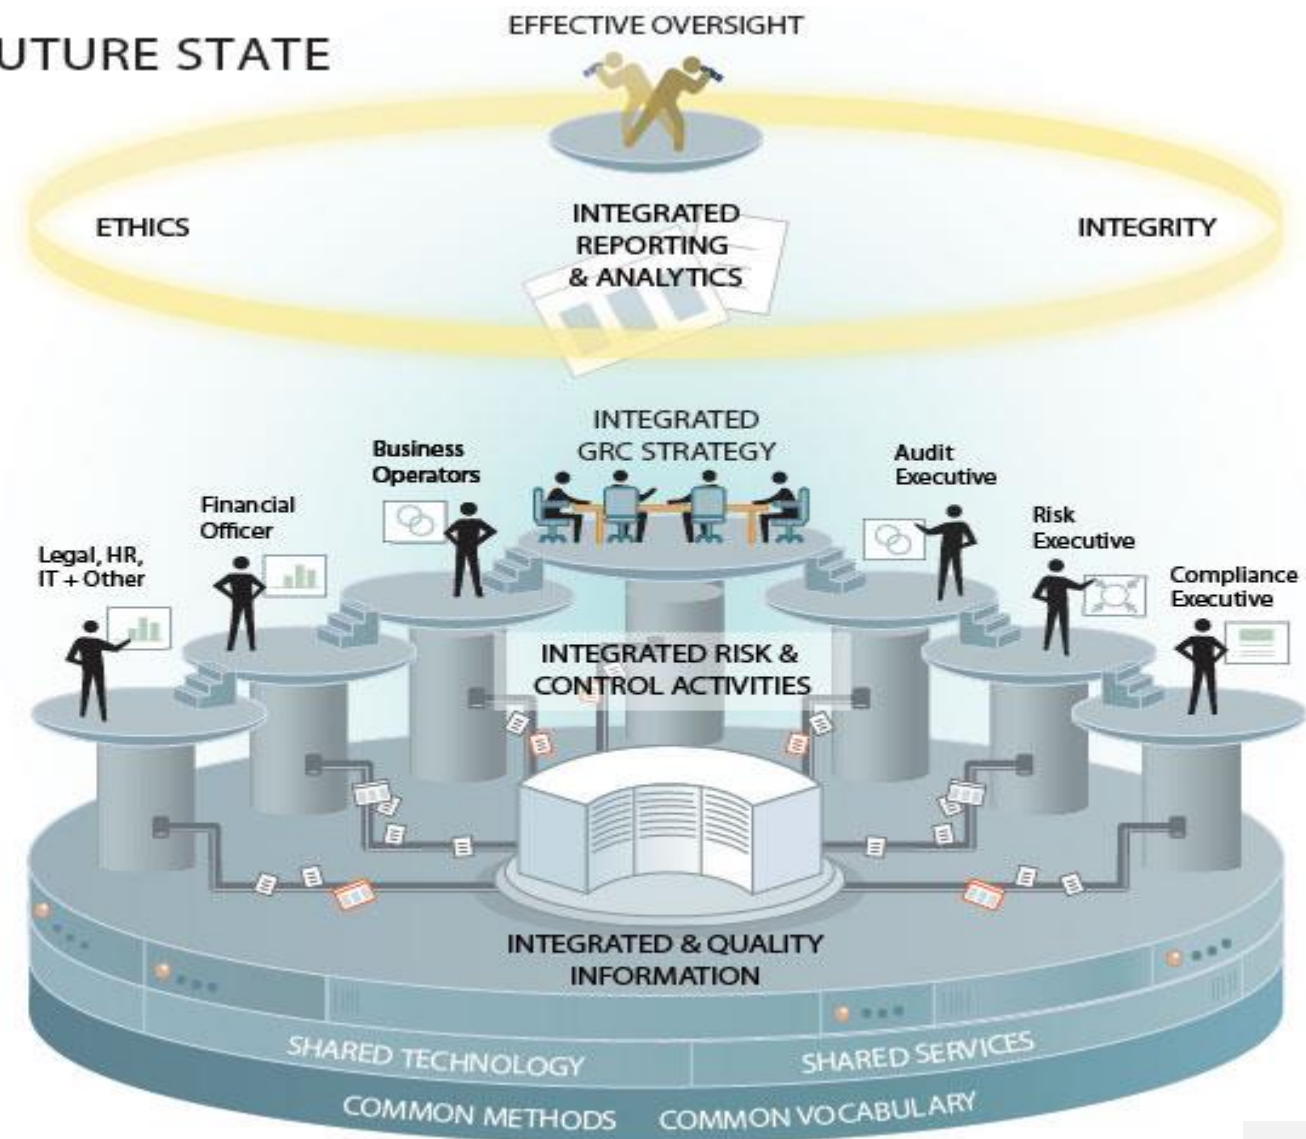 UTURE STATE
EFFECTIVE OVERSIGHT
ETHICS
INTEGRATED
REPORTING
& ANALYTICS
INTEGRITY
INTEGRATED
GRC STRATEGY
Business
Operators
Audit
Executive
Financial
Officer
Risk
Executive
Legal, HR,
IT + Other
Compliance
Executive
INTEGRATED RISK &
CONTROL ACTIVITIES
INTEGRATED & QUALITY
INFORMATION
SHARED TECHNOLOGY
SHARED SERVICES
COMMON METHODS
COMMON VOCABULARY